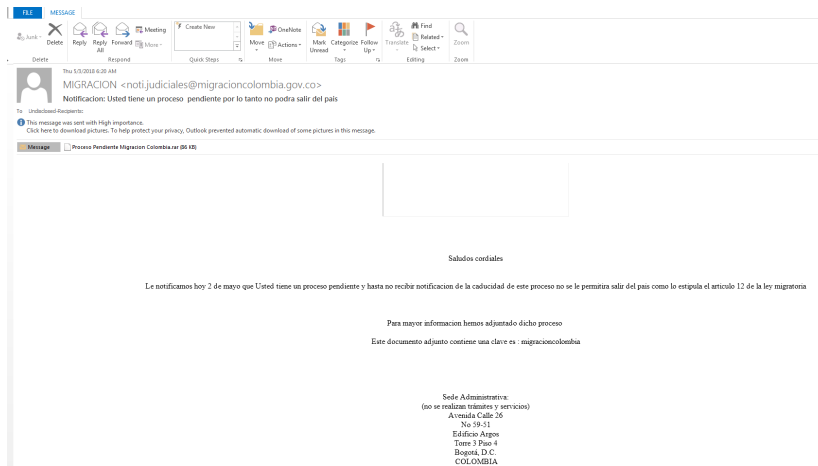 FILE MESSAGE
Junk
Delete
Reply
Reply All
Forward
Meeting
More
Create New
Move
OneNote
Actions
Mark Unread
Categorize
Follow Up
Translate
Find
Related
Select
Zoom
Delete Respond Quick Steps Move Tags Editing Zoom
Thu 5/3/2018 6:20 AM
MIGRACION <noti.judiciales@migracioncolombia.gov.co>
Notificacion: Usted tiene un proceso pendiente por lo tanto no podra salir del pais
To Undisclosed-Recipients:
This message was sent with High importance.
Click here to download pictures. To help protect your privacy, Outlook prevented automatic download of some pictures in this message.
Message Proceso Pendiente Migracion Colombia.rar (86 KB)
Saludos cordiales
Le notificamos hoy 2 de mayo que Usted tiene un proceso pendiente y hasta no recibir notificacion de la caducidad de este proceso no se le permitira salir del pais como lo estipula el articulo 12 de la ley migratoria
Para mayor informacion hemos adjuntado dicho proceso
Este documento adjunto contiene una clave es : migracioncolombia
Sede Administrativa:
(no se realizan trámites y servicios)
Avenida Calle 26
No 59-51
Edificio Argos
Torre 3 Piso 4
Bogotá, D.C.
COLOMBIA